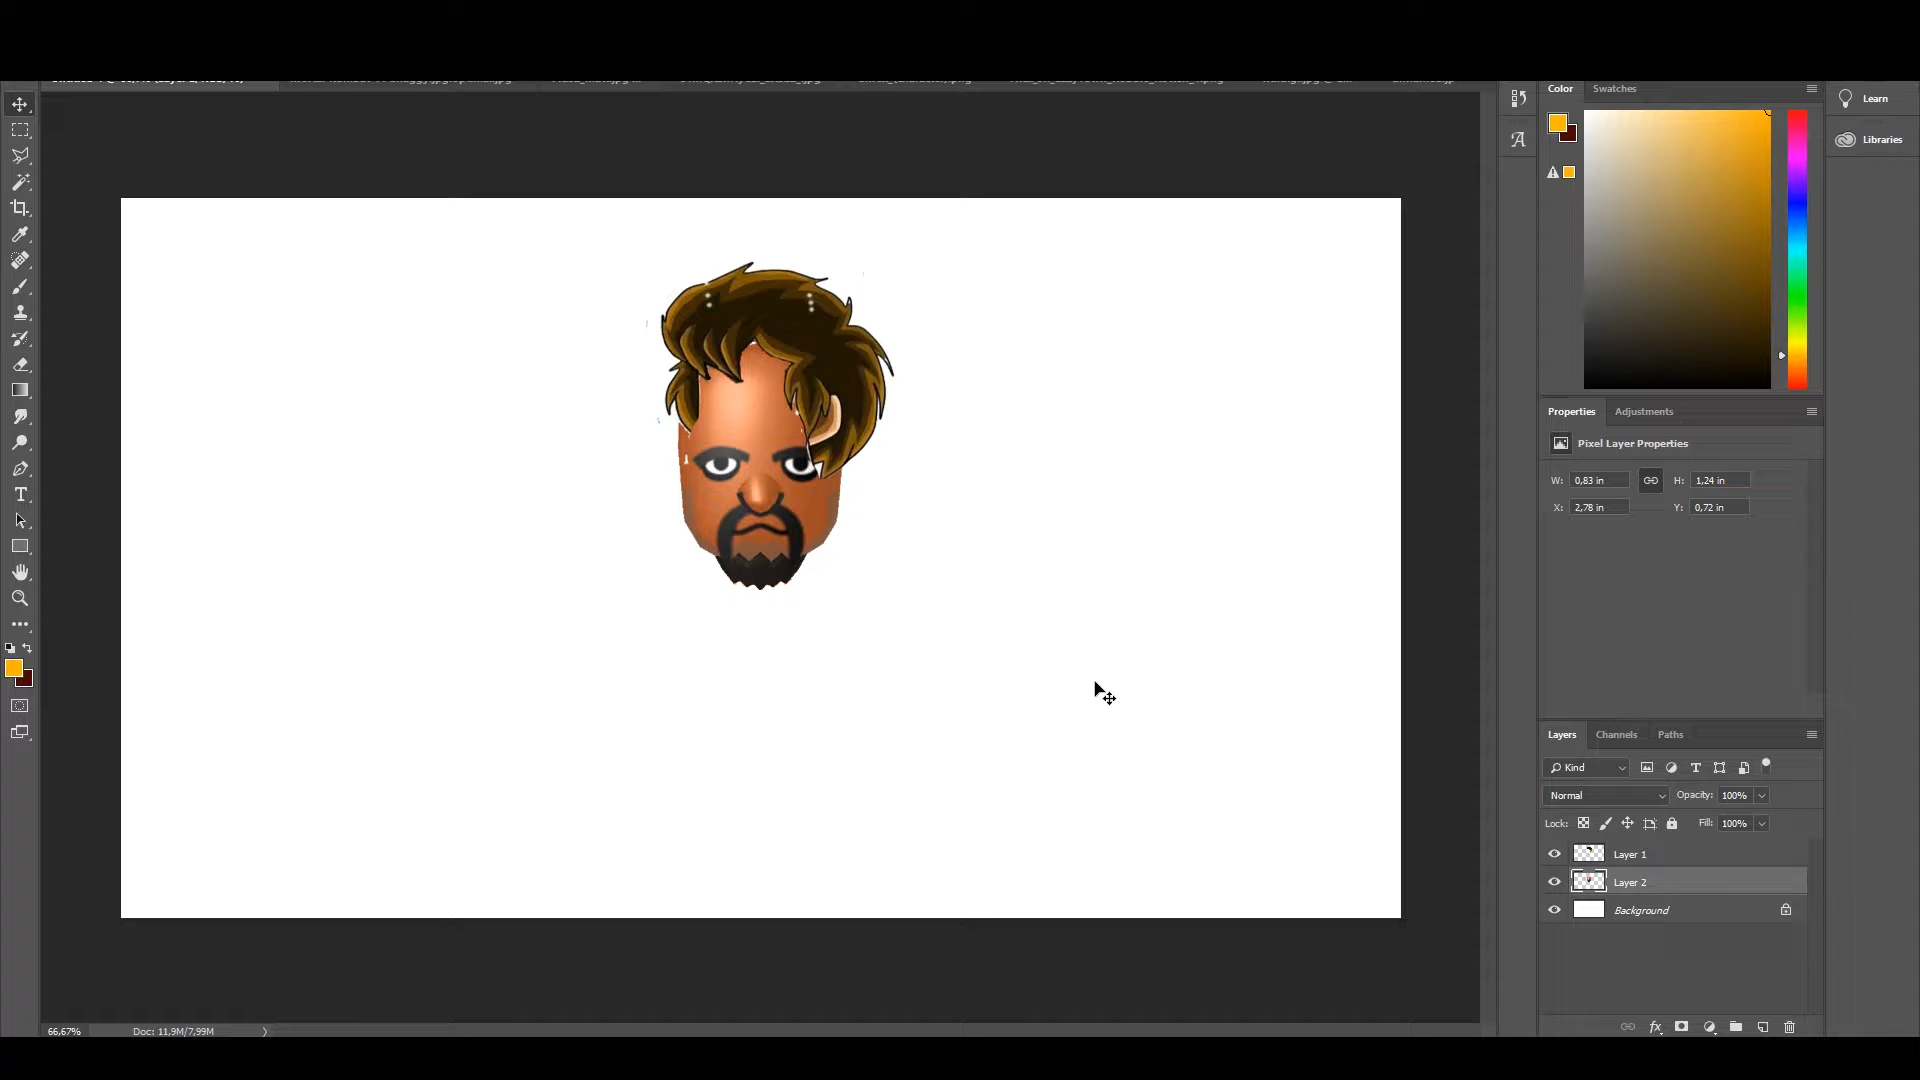 Color Swatches
Learn
Libraries
Properties Adjustments
Pixel Layer Properties
W: 0,83 in H: 1,24 in
X: 2,78 in Y: 0,72 in
Layers Channels Paths
Kind
Normal Opacity: 100%
Lock: Fill: 100%
Layer 1
Layer 2
Background
66,67% Doc: 11,9M/7,99M